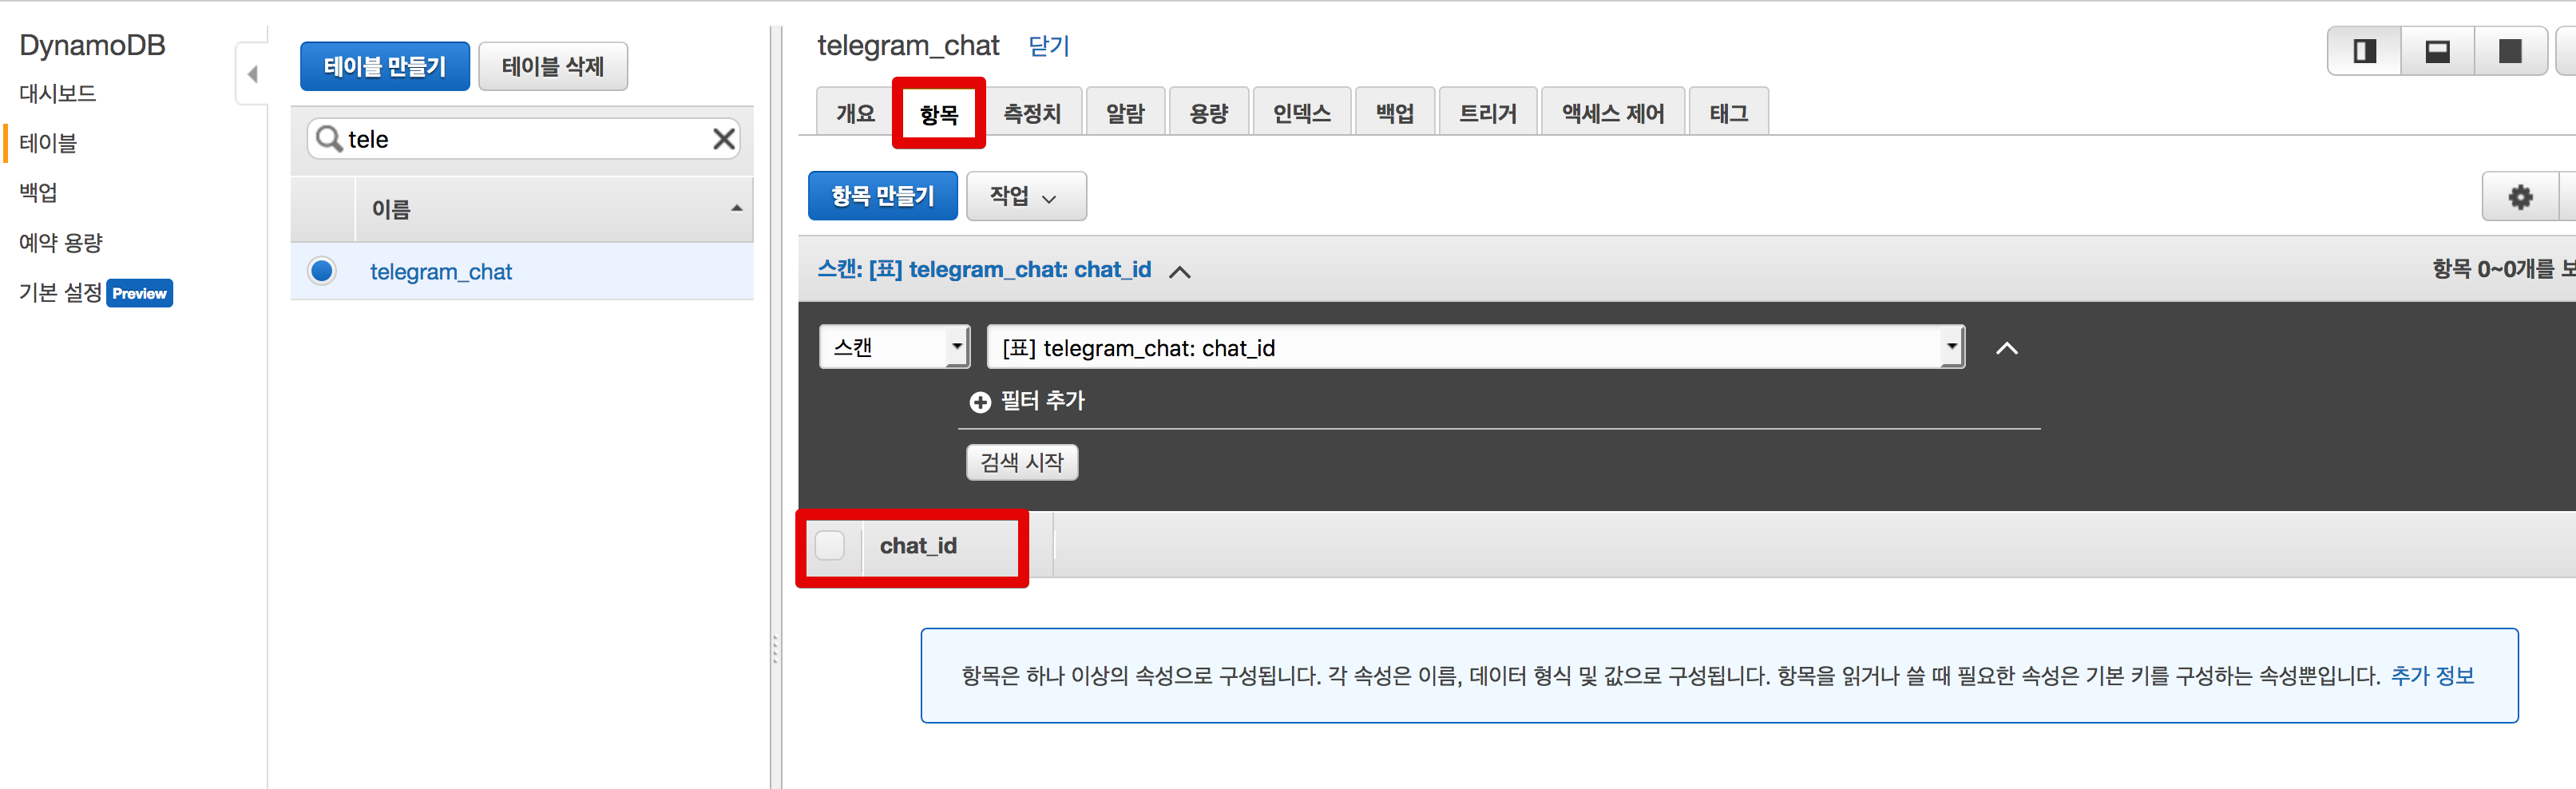 DynamoDB
대시보드
테이블
백업
예약 용량
기본 설정 Preview
테이블 만들기 테이블 삭제
tele
이름
telegram_chat
telegram_chat 닫기
개요 항목 측정치 알람 용량 인덱스 백업 트리거 액세스 제어 태그
항목 만들기 작업
스캔: [표] telegram_chat: chat_id 항목 0~0개를
스캔 [표] telegram_chat: chat_id
필터 추가
검색 시작
chat_id
항목은 하나 이상의 속성으로 구성됩니다. 각 속성은 이름, 데이터 형식 및 값으로 구성됩니다. 항목을 읽거나 쓸 때 필요한 속성은 기본 키를 구성하는 속성뿐입니다. 추가 정보